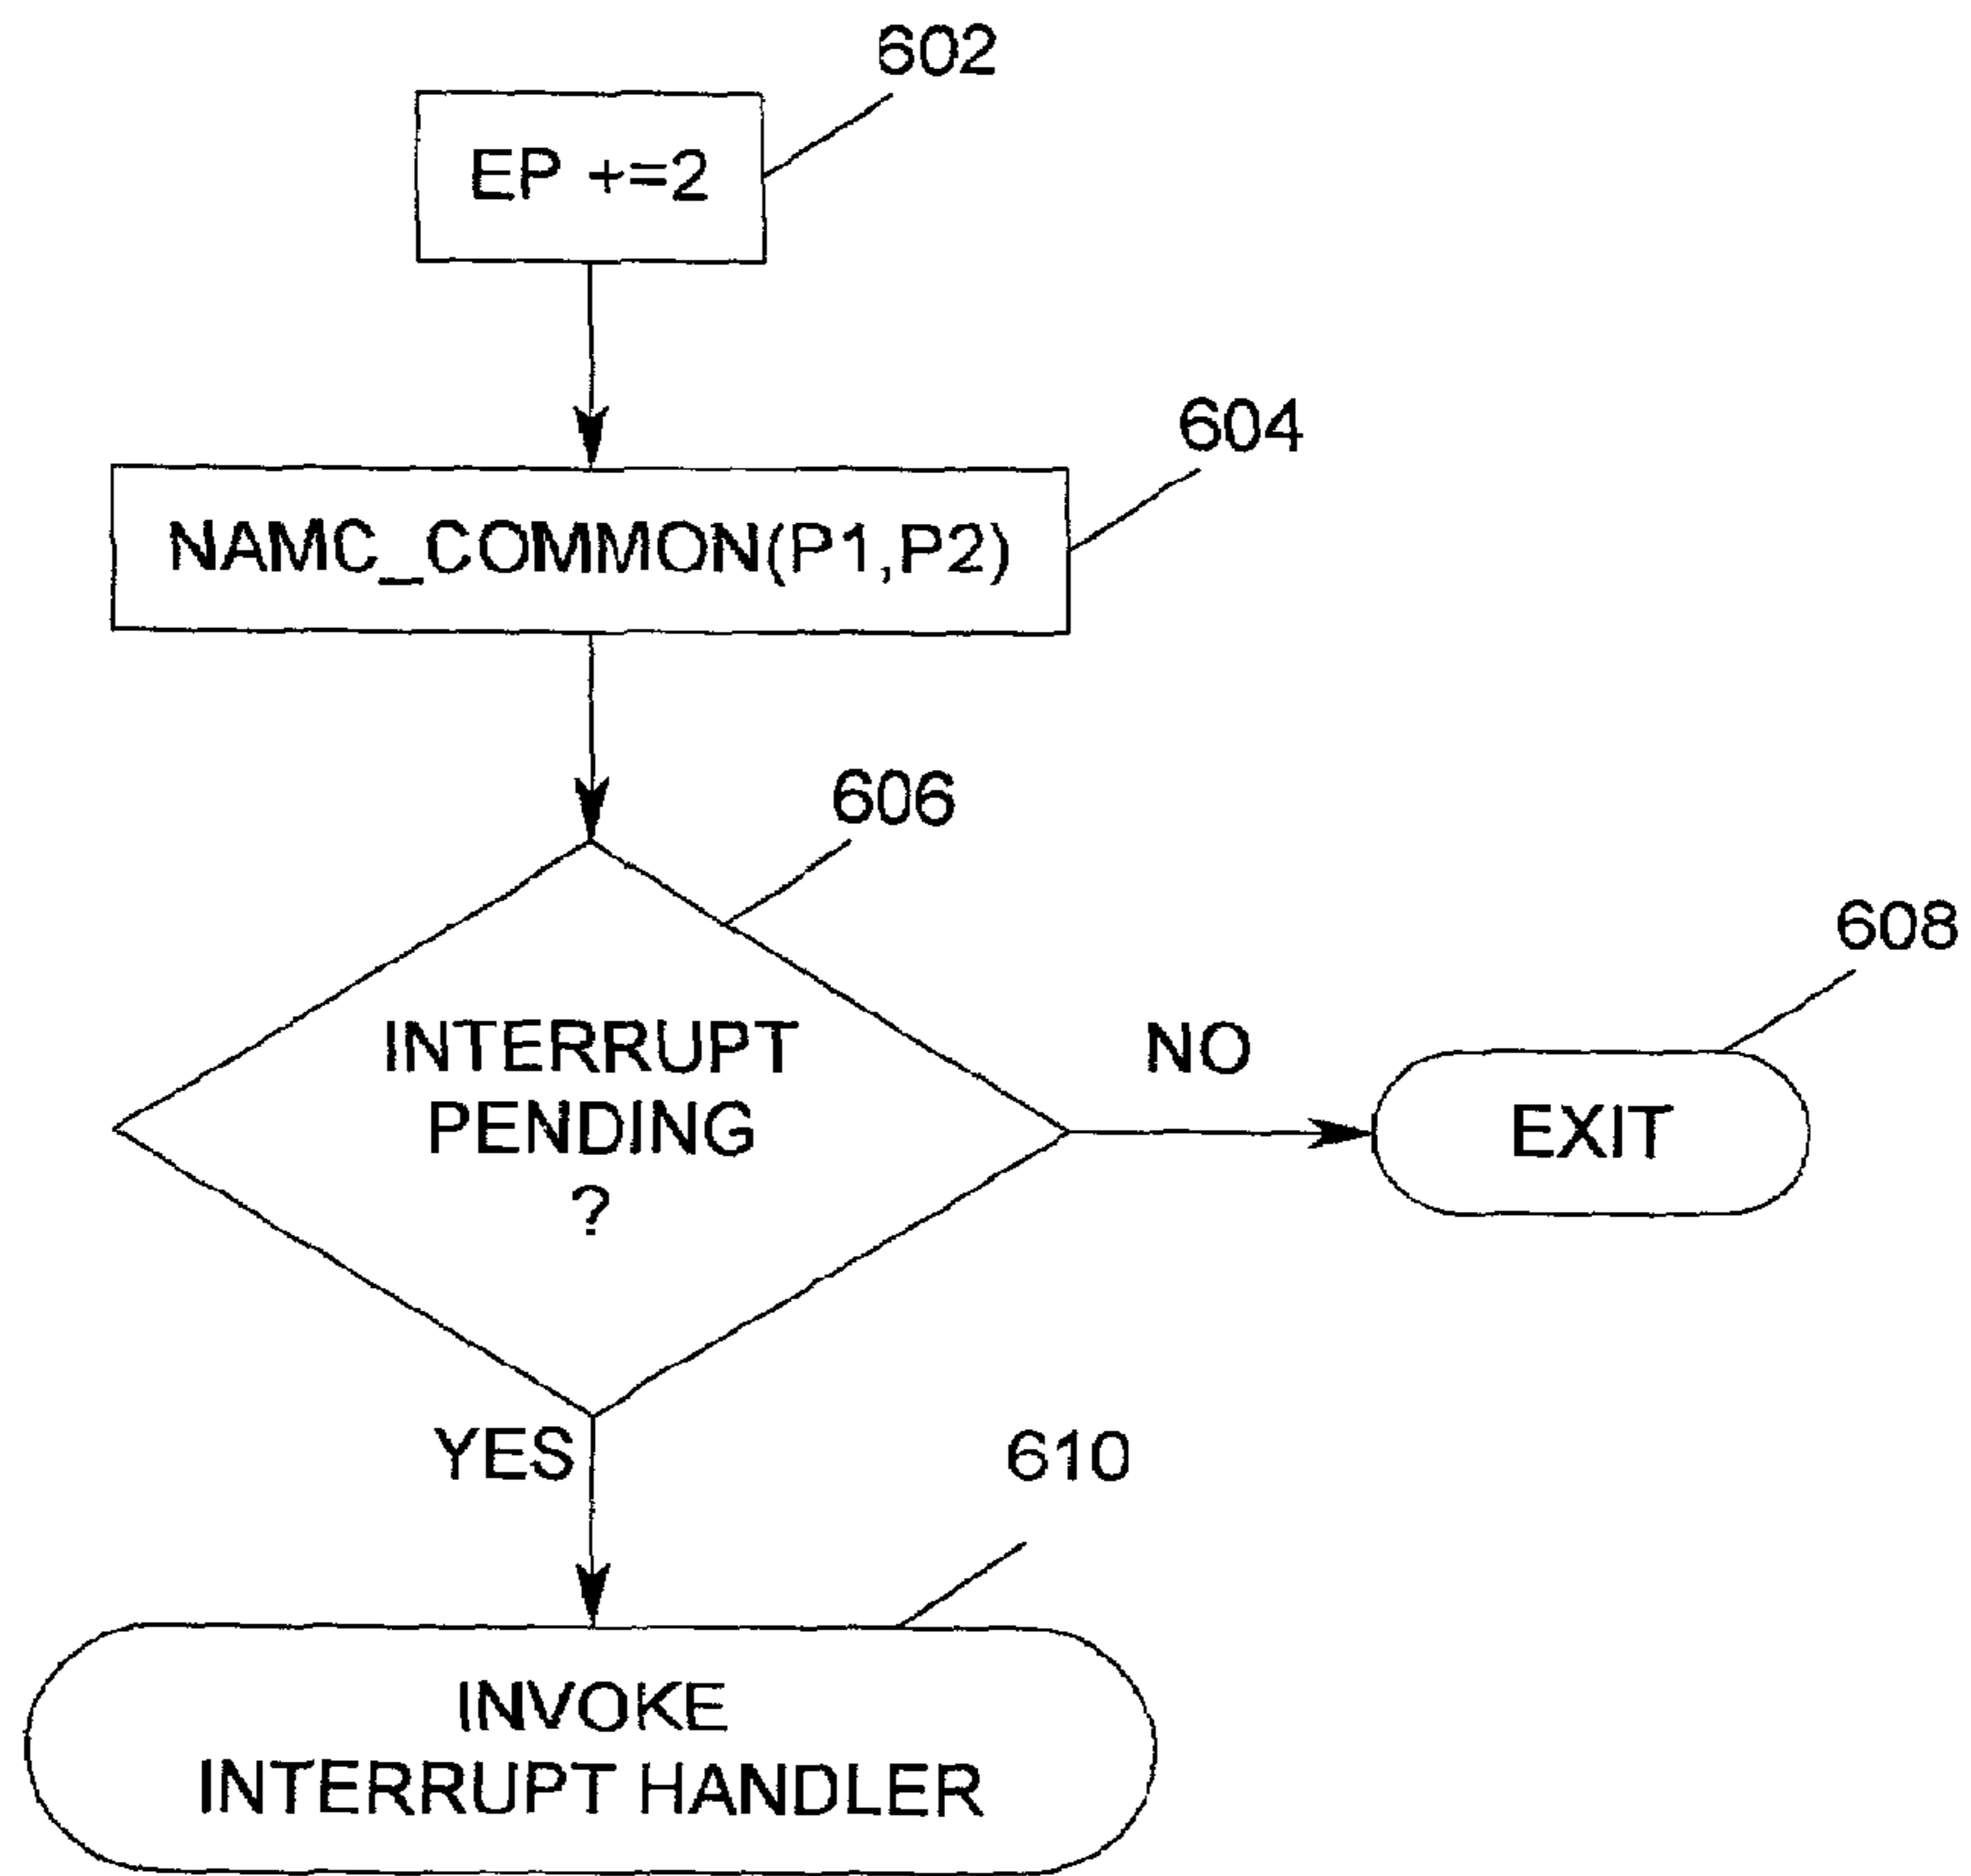 602
EP +=2
604
NAMC_COMMON(P1,P2)
606
608
INTERRUPT
PENDING
?
NO
EXIT
YES
610
INVOKE
INTERRUPT HANDLER